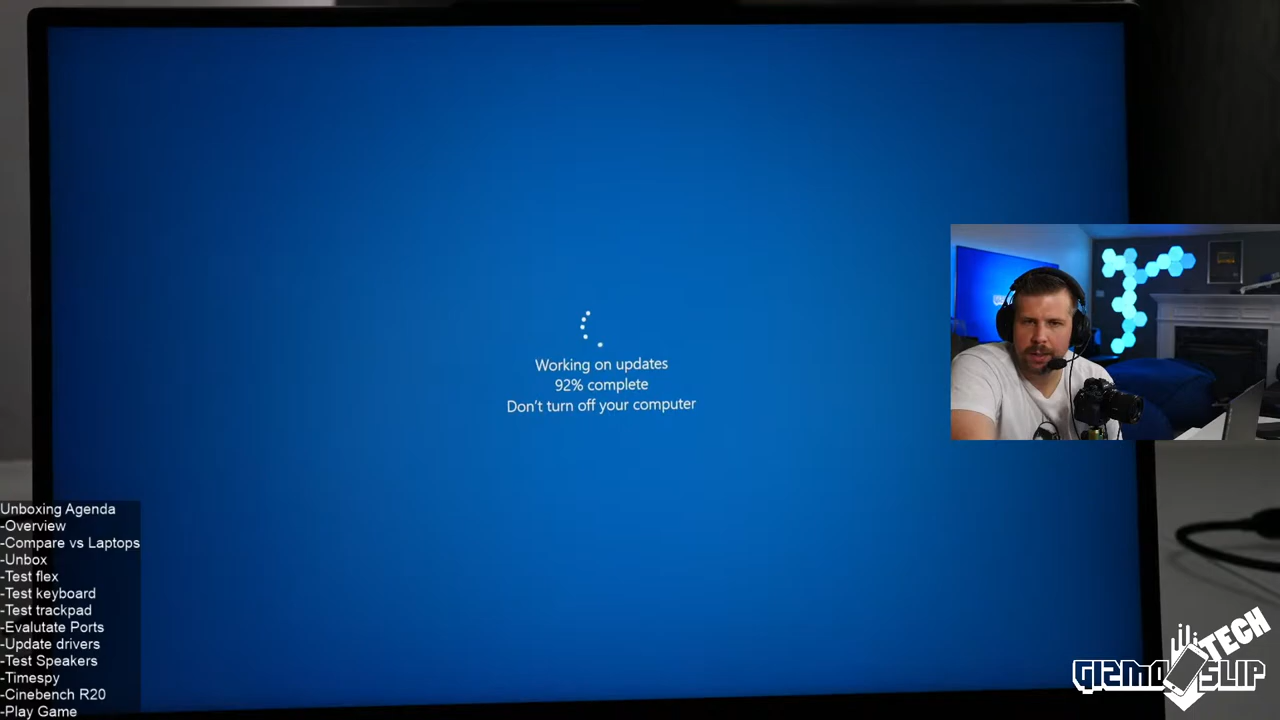 Working on updates
92% complete
Don't turn off your computer
Unboxing Agenda
-Overview
-Compare vs Laptops
-Unbox
-Test flex
-Test keyboard
-Test trackpad
-Evalutate Ports
-Update drivers
-Test Speakers
-Timespy
-Cinebench R20
-Play Game
TECH
GIZMO SLIP